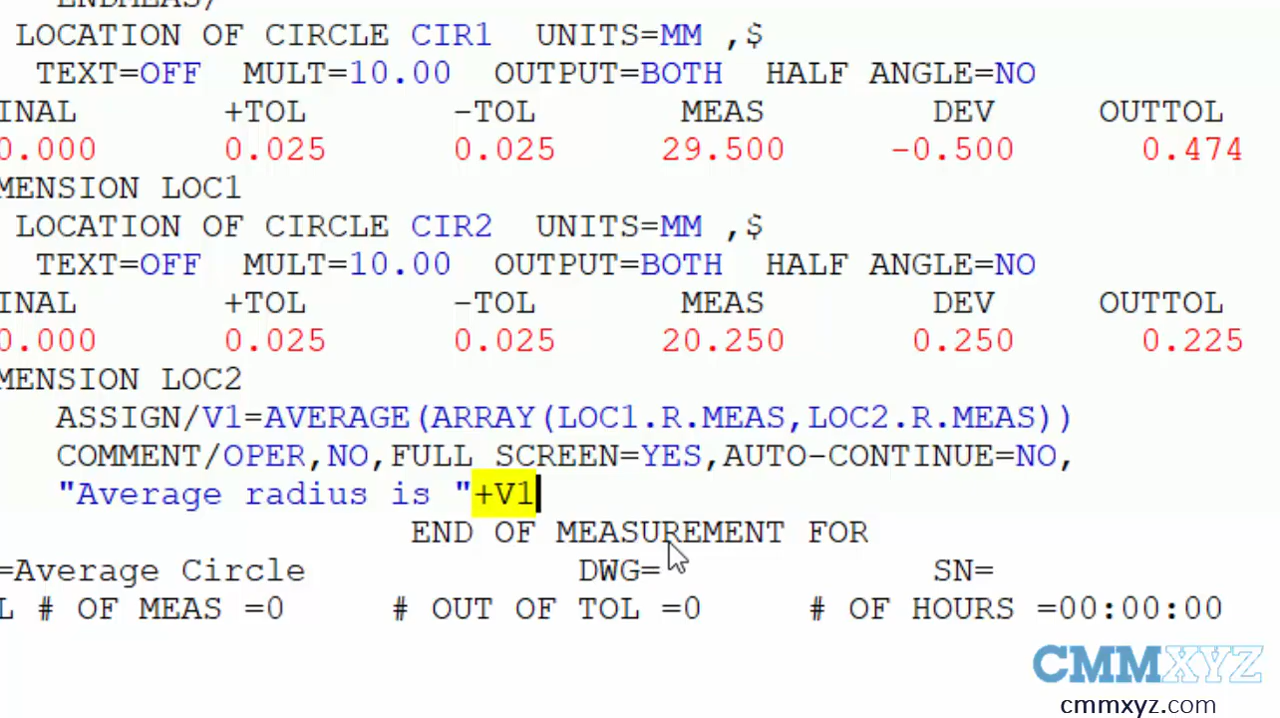 ENDMEAS/
LOCATION OF CIRCLE CIR1 UNITS=MM ,$
TEXT=OFF MULT=10.00 OUTPUT=BOTH HALF ANGLE=NO
INAL +TOL -TOL MEAS DEV OUTTOL
0.000 0.025 0.025 29.500 -0.500 0.474
MENSION LOC1
LOCATION OF CIRCLE CIR2 UNITS=MM ,$
TEXT=OFF MULT=10.00 OUTPUT=BOTH HALF ANGLE=NO
INAL +TOL -TOL MEAS DEV OUTTOL
0.000 0.025 0.025 20.250 0.250 0.225
MENSION LOC2
ASSIGN/V1=AVERAGE(ARRAY(LOC1.R.MEAS,LOC2.R.MEAS))
COMMENT/OPER,NO,FULL SCREEN=YES,AUTO-CONTINUE=NO,
"Average radius is "+V1
END OF MEASUREMENT FOR
=Average Circle DWG= SN=
L # OF MEAS =0 # OUT OF TOL =0 # OF HOURS =00:00:00
CMMXYZ
cmmxyz.com